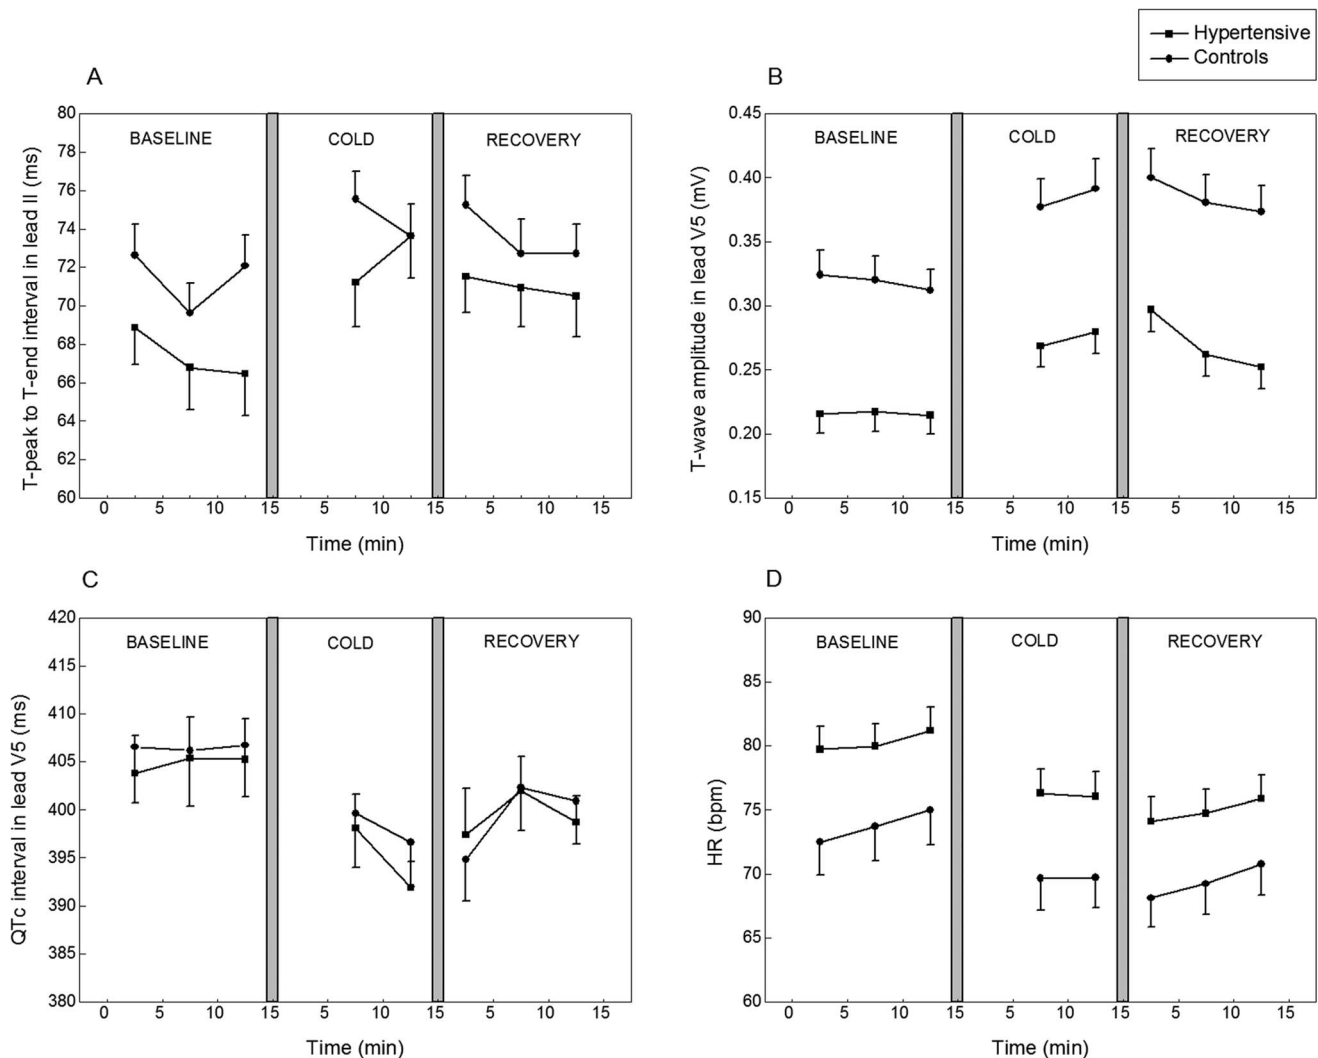 Hypertensive
Controls
A
T-peak to T-end interval in lead II (ms)
80
78
76
74
72
70
68
66
64
62
60
BASELINE
COLD
RECOVERY
0 5 10 15 5 10 15 5 10 15
Time (min)
B
T-wave amplitude in lead V5 (mV)
0.45
0.40
0.35
0.30
0.25
0.20
0.15
BASELINE
COLD
RECOVERY
0 5 10 15 5 10 15 5 10 15
Time (min)
C
QTc interval in lead V5 (ms)
420
415
410
405
400
395
390
385
380
BASELINE
COLD
RECOVERY
0 5 10 15 5 10 15 5 10 15
Time (min)
D
HR (bpm)
90
85
80
75
70
65
60
BASELINE
COLD
RECOVERY
0 5 10 15 5 10 15 5 10 15
Time (min)